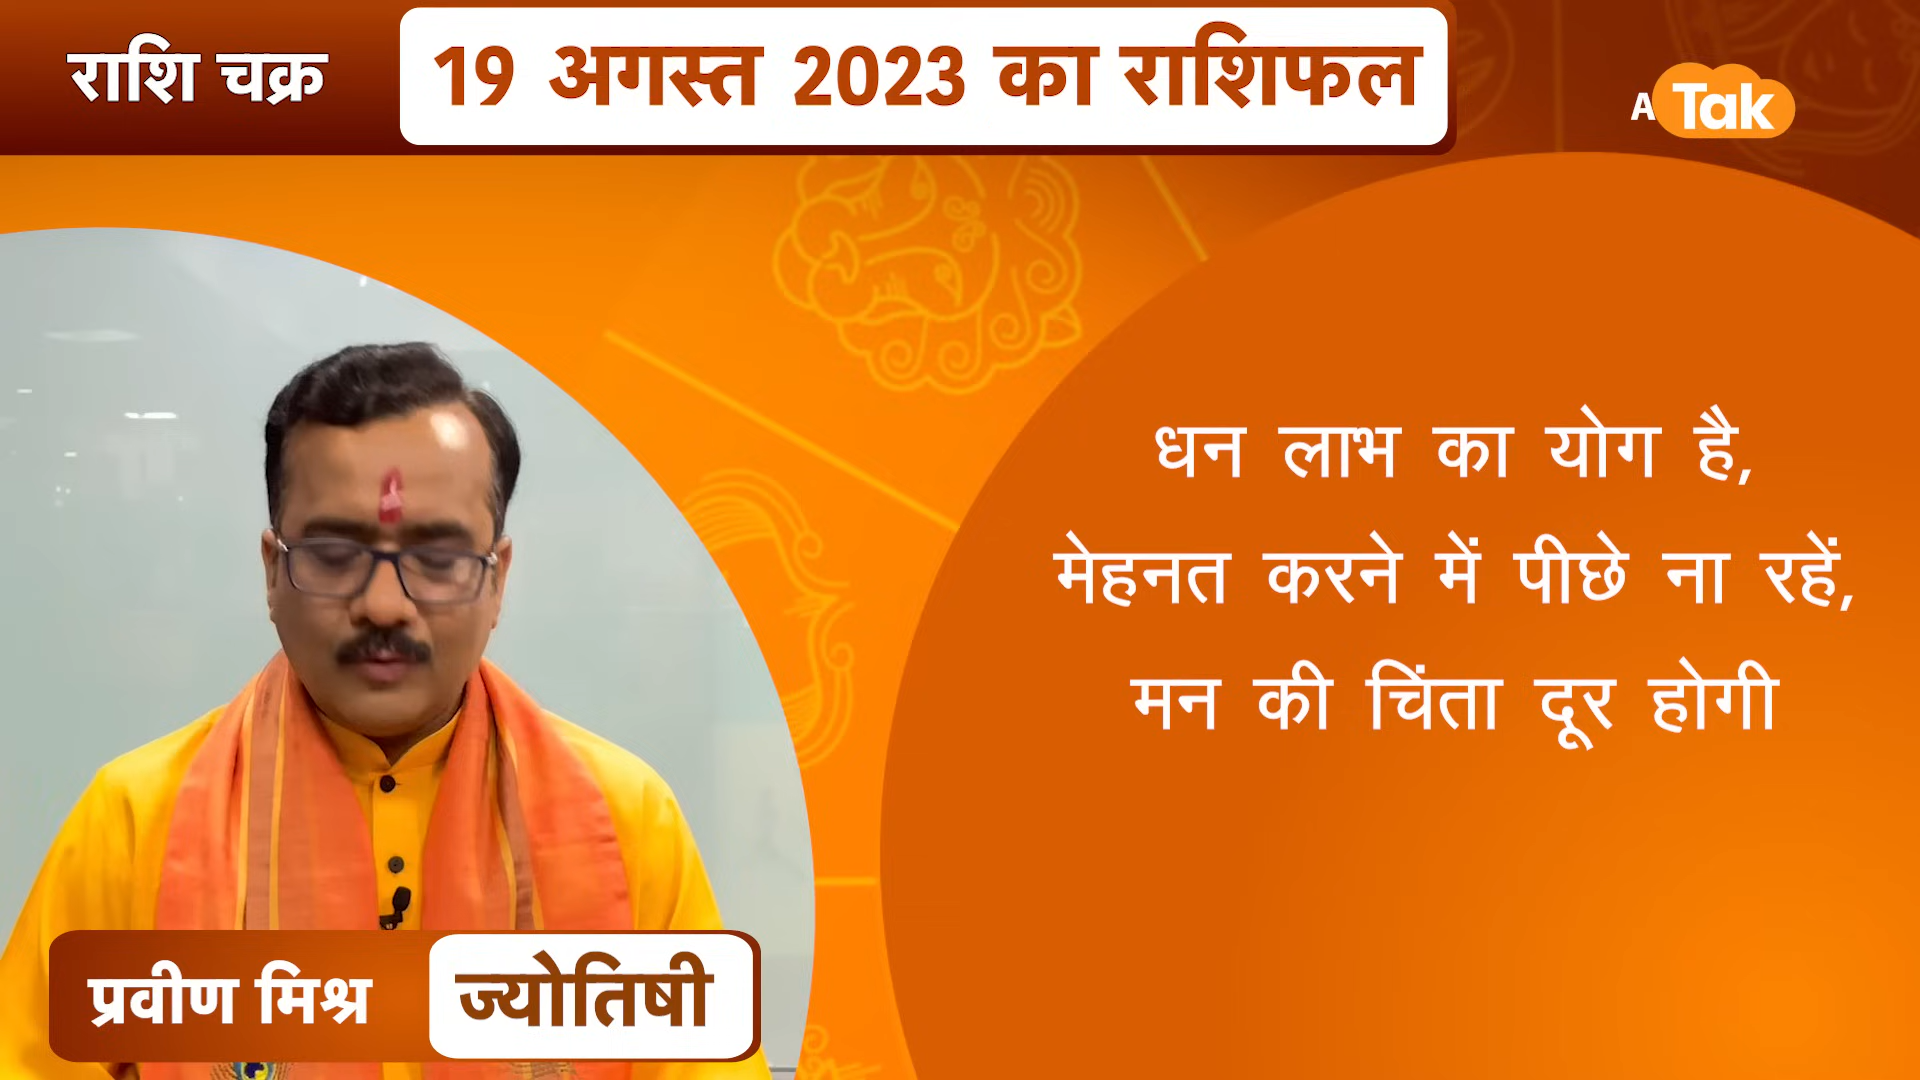 राशि चक्र
19 अगस्त 2023 का राशिफल
A Tak
धन लाभ का योग है,
मेहनत करने में पीछे ना रहें,
मन की चिंता दूर होगी
प्रवीण मिश्र
ज्योतिषी